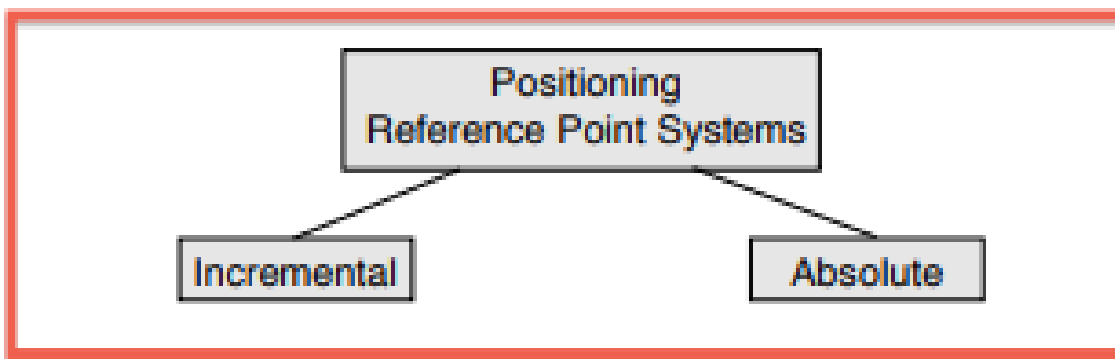 Positioning
Reference Point Systems
Incremental
Absolute